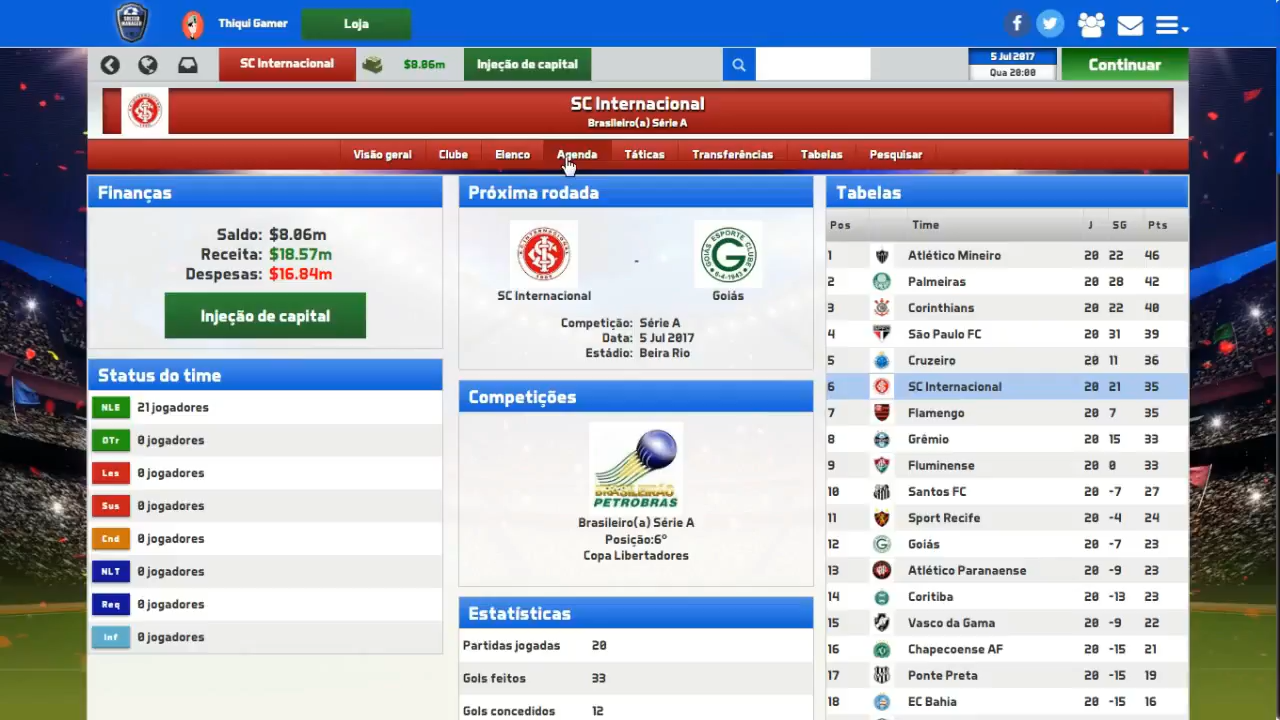 Thiqui Gamer
Loja
SC Internacional
$8.06m
Injeção de capital
5 Jul 2017
Qua 20:00
Continuar
SC Internacional
Brasileiro(a) Série A
Visão geral Clube Elenco Agenda Táticas Transferências Tabelas Pesquisar
Finanças
Saldo: $8.06m
Receita: $18.57m
Despesas: $16.84m
Injeção de capital
Status do time
NLE 21 jogadores
OTr 0 jogadores
Les 0 jogadores
Sus 0 jogadores
Cnd 0 jogadores
NLT 0 jogadores
Req 0 jogadores
Inf 0 jogadores
Próxima rodada
-
SC Internacional Goiás
Competição: Série A
Data: 5 Jul 2017
Estádio: Beira Rio
Competições
BRASILEIRÃO
PETROBRAS
Brasileiro(a) Série A
Posição:6°
Copa Libertadores
Estatísticas
Partidas jogadas 20
Gols feitos 33
Gols concedidos 12
Tabelas
Pos Time J SG Pts
1 Atlético Mineiro 20 22 46
2 Palmeiras 20 28 42
3 Corinthians 20 22 40
4 São Paulo FC 20 31 39
5 Cruzeiro 20 11 36
6 SC Internacional 20 21 35
7 Flamengo 20 7 35
8 Grêmio 20 15 33
9 Fluminense 20 0 33
10 Santos FC 20 -7 27
11 Sport Recife 20 -4 24
12 Goiás 20 -7 23
13 Atlético Paranaense 20 -9 23
14 Coritiba 20 -13 23
15 Vasco da Gama 20 -9 22
16 Chapecoense AF 20 -15 21
17 Ponte Preta 20 -15 19
18 EC Bahia 20 -15 16